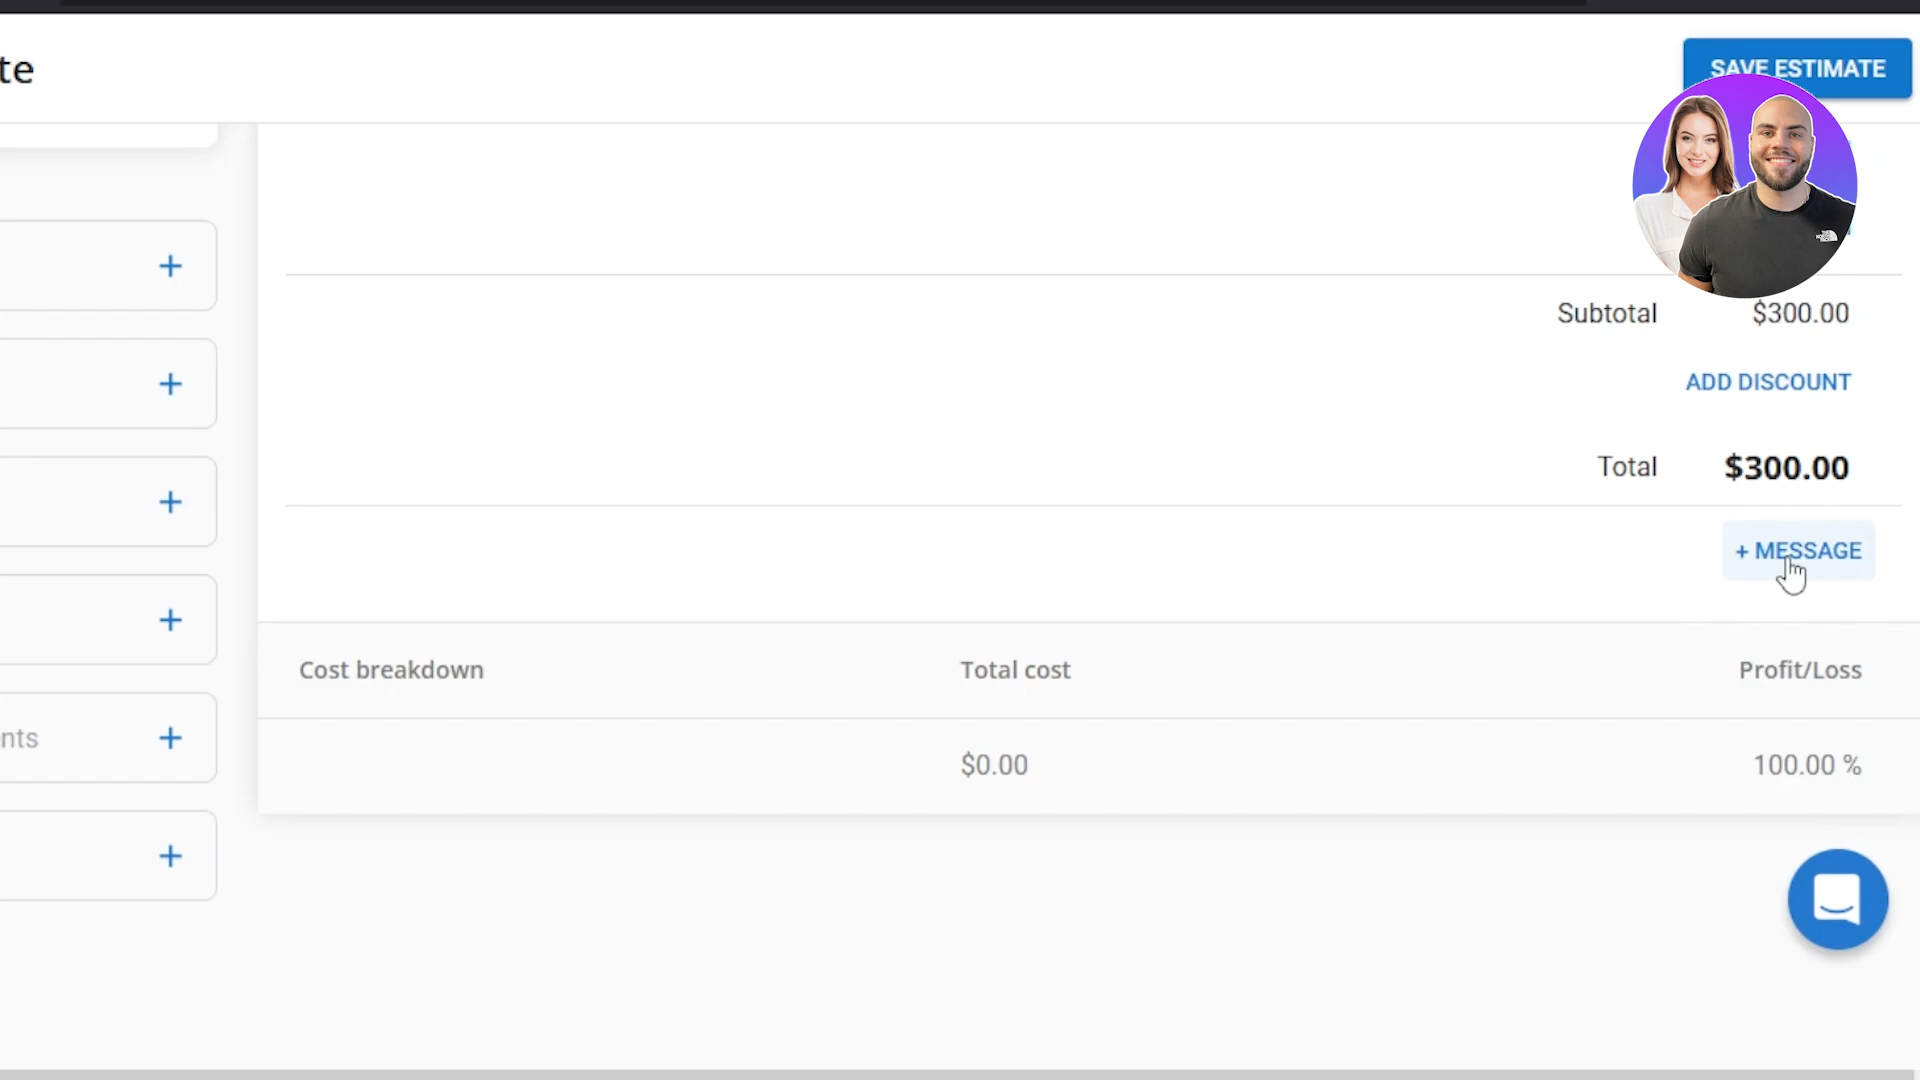 te
SAVE ESTIMATE
Subtotal $300.00
ADD DISCOUNT
Total $300.00
+ MESSAGE
Cost breakdown Total cost Profit/Loss
nts
$0.00 100.00 %